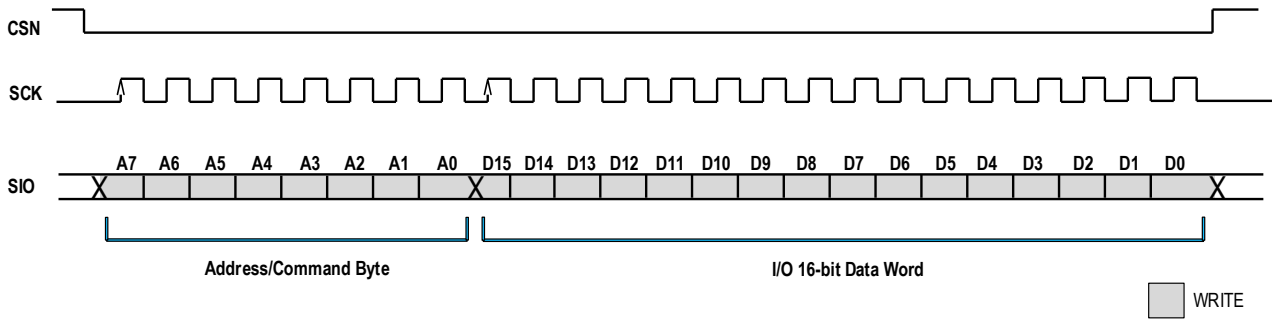 CSN
SCK
A7 A6 A5 A4 A3 A2 A1 A0 D15 D14 D13 D12 D11 D10 D9 D8 D7 D6 D5 D4 D3 D2 D1 D0
SIO
Address/Command Byte I/O 16-bit Data Word
WRITE